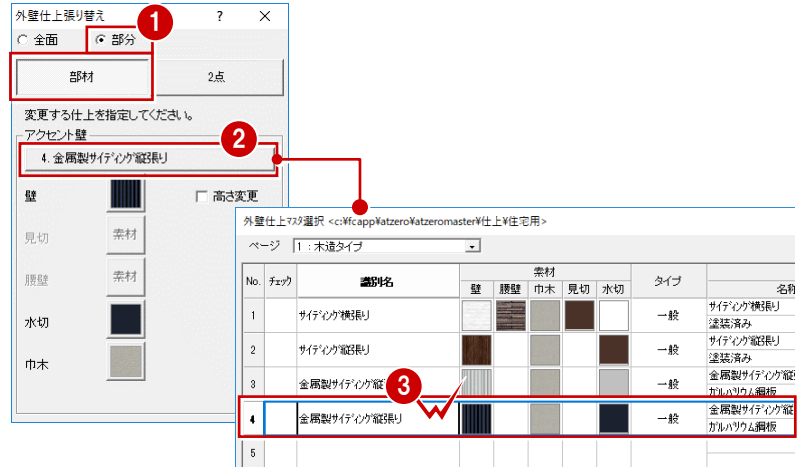 外壁仕上張り替え ? ×
1
全面 部分
部材 2点
変更する仕上を指定してください。
アクセント壁
2
4. 金属製サイディング縦張り
壁 高さ変更
見切 素材
腰壁 素材
水切
巾木
外壁仕上マスタ選択 <c:¥fcapp¥atzero¥atzeromaster¥仕上¥住宅用>
ページ 1:木造タイプ
No. チェック 識別名 素材 タイプ
壁 腰壁 巾木 見切 水切 名称
1 サイディング横張り 一般 サイディング横張り
塗装済み
2 サイディング縦張り 一般 サイディング縦張り
塗装済み
3 金属製サイディング縦 一般 金属製サイディング縦
ガルバリウム鋼板
3
4 金属製サイディング縦張り 一般 金属製サイディング縦
ガルバリウム鋼板
5